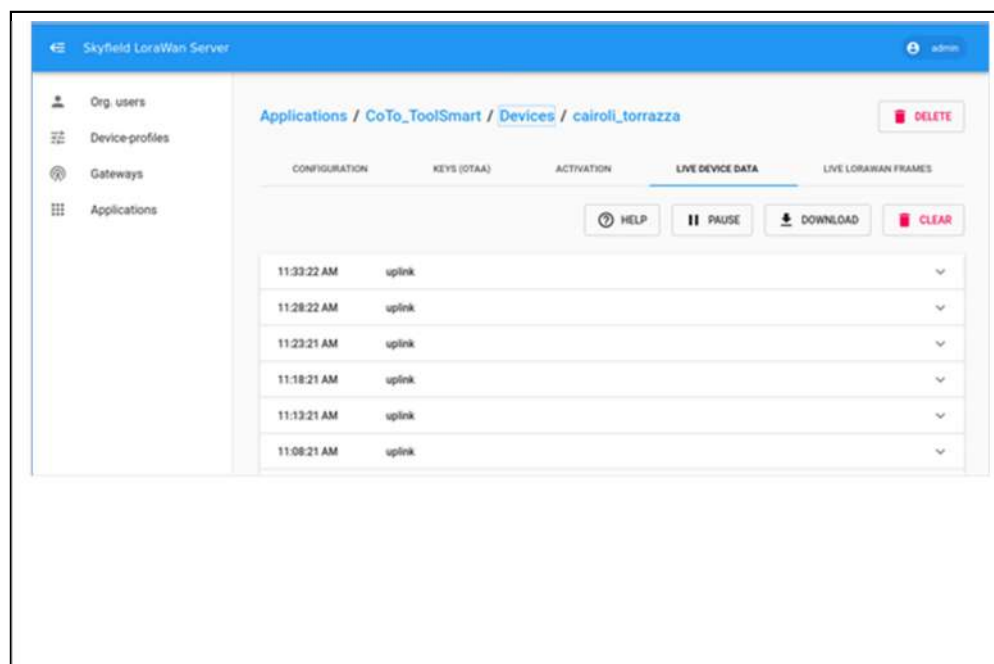 Skyfield LoraWan Server
admin
Org. users
Device-profiles
Gateways
Applications
Applications / CoTo_ToolSmart / Devices / cairoli_torrazza
DELETE
CONFIGURATION KEYS (OTAA) ACTIVATION LIVE DEVICE DATA LIVE LORAWAN FRAMES
HELP PAUSE DOWNLOAD CLEAR
11:33:22 AM uplink
11:28:22 AM uplink
11:23:21 AM uplink
11:18:21 AM uplink
11:13:21 AM uplink
11:08:21 AM uplink